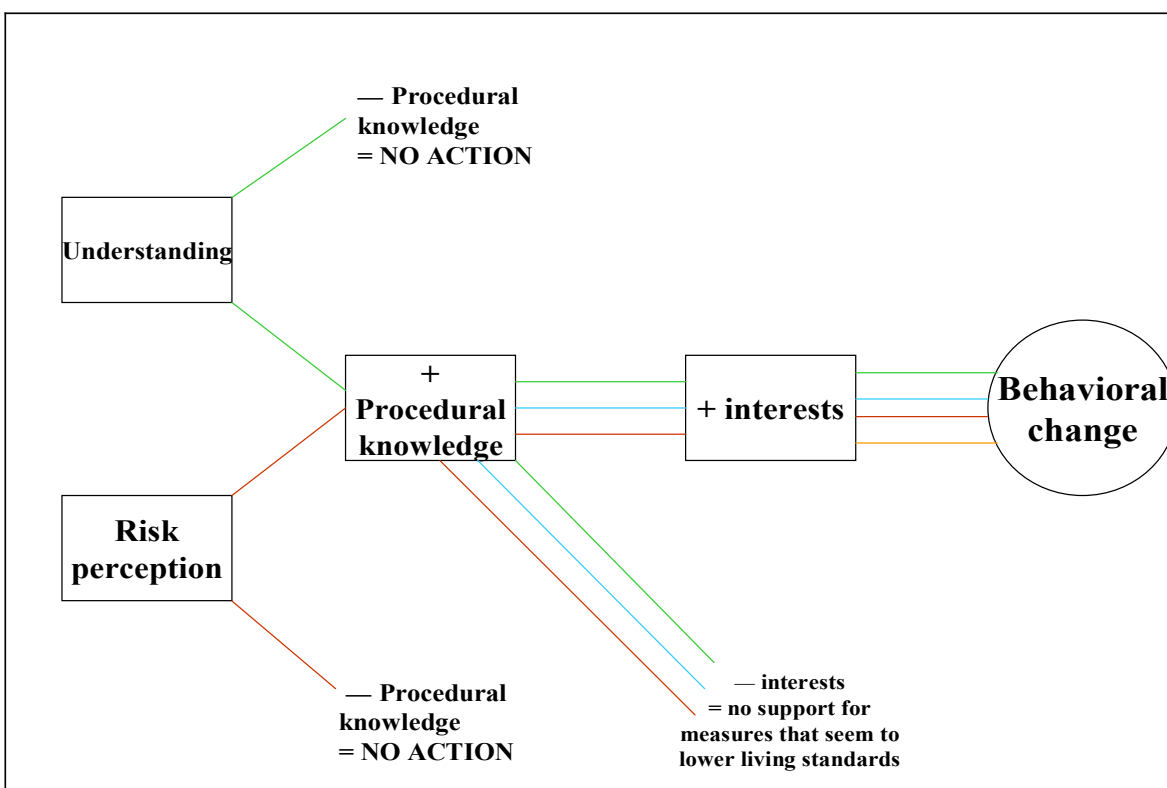 — Procedural
knowledge
= NO ACTION
Understanding
+
Procedural
knowledge
+ interests
Behavioral
change
Risk
perception
— Procedural
knowledge
= NO ACTION
— interests
= no support for
measures that seem to
lower living standards